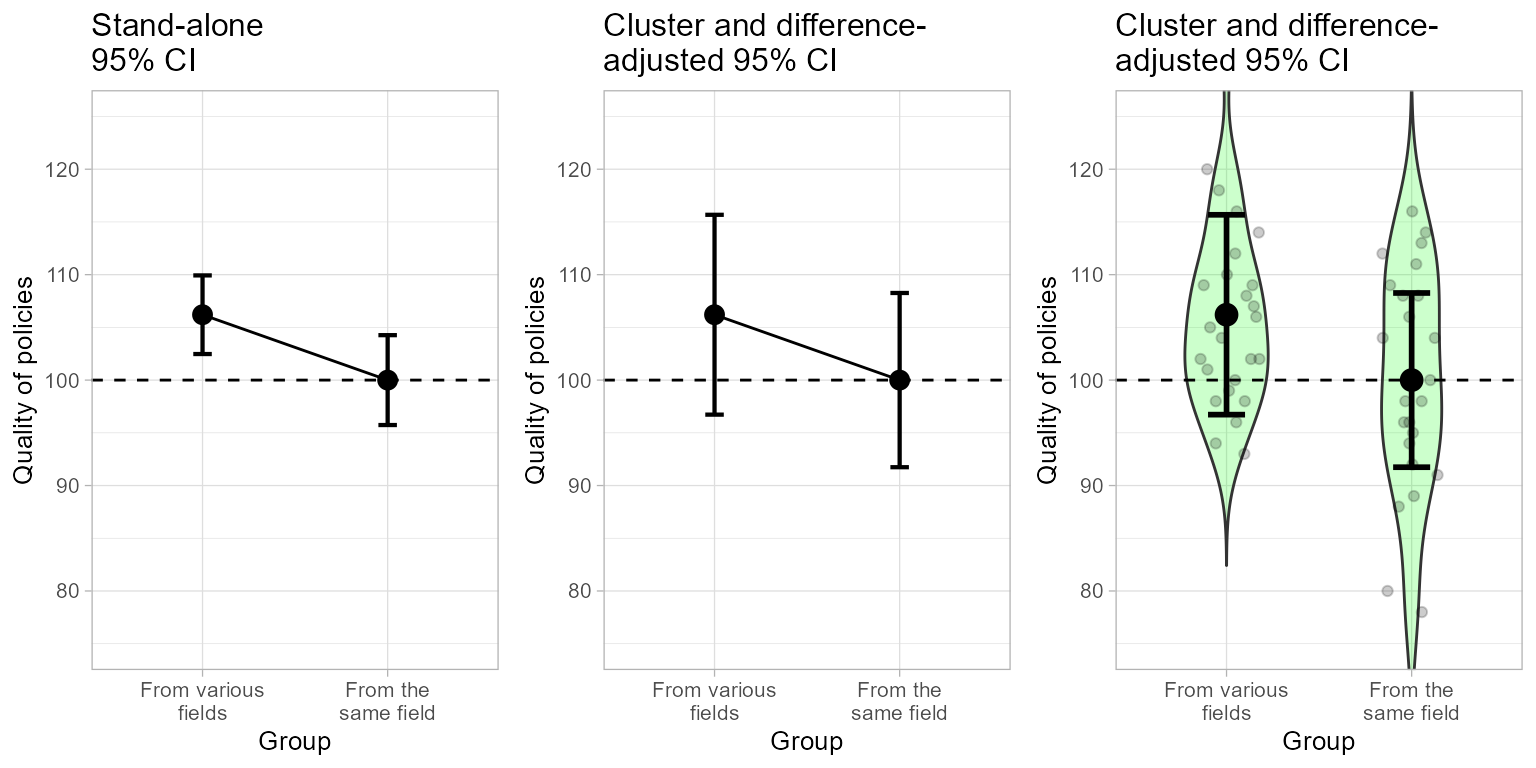 Stand-alone
95% CI
Quality of policies
120
110
100
90
80
From various
fields
From the
same field
Group
Cluster and difference-
adjusted 95% CI
Quality of policies
120
110
100
90
80
From various
fields
From the
same field
Group
Cluster and difference-
adjusted 95% CI
Quality of policies
120
110
100
90
80
From various
fields
From the
same field
Group